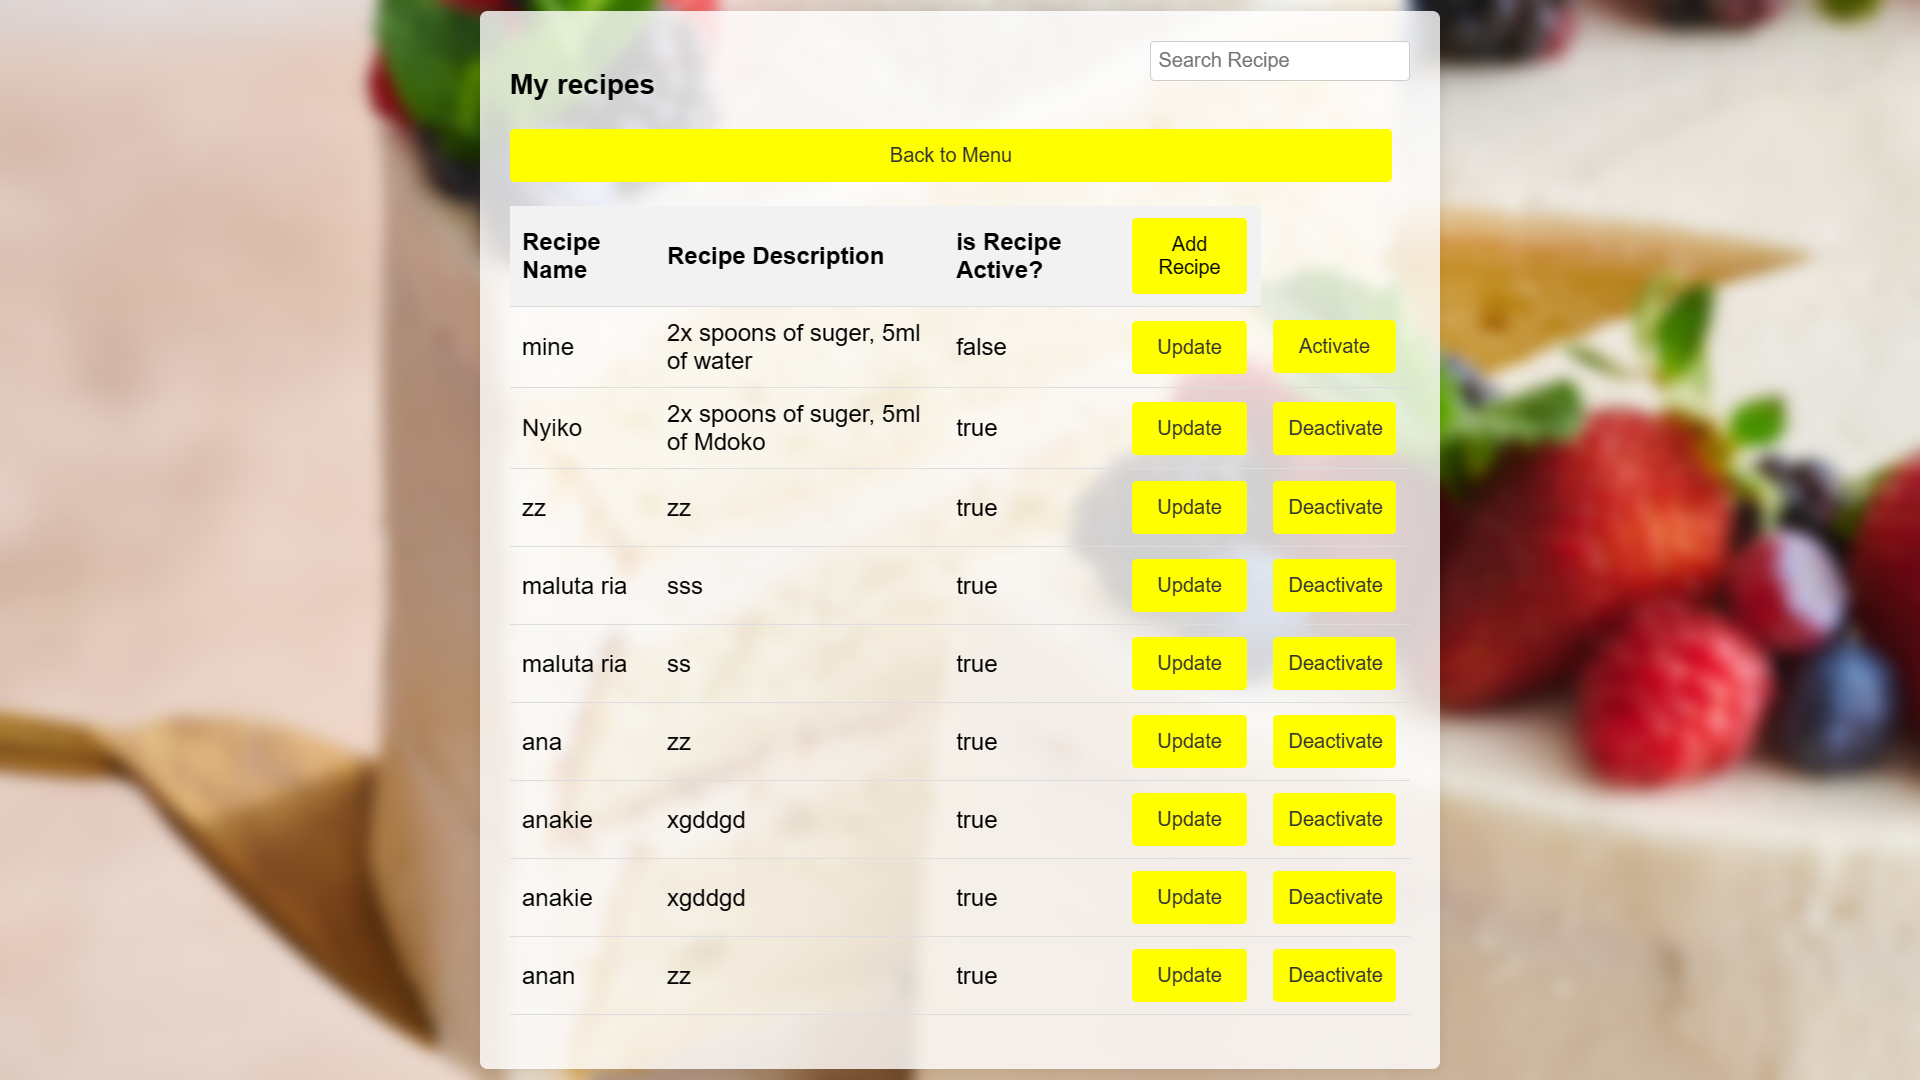 Search Recipe
My recipes
Back to Menu
Recipe
Name
Recipe Description
is Recipe
Active?
Add
Recipe
mine
2x spoons of suger, 5ml
of water
false
Update
Activate
Nyiko
2x spoons of suger, 5ml
of Mdoko
true
Update
Deactivate
zz
zz
true
Update
Deactivate
maluta ria
sss
true
Update
Deactivate
maluta ria
ss
true
Update
Deactivate
ana
zz
true
Update
Deactivate
anakie
xgddgd
true
Update
Deactivate
anakie
xgddgd
true
Update
Deactivate
anan
zz
true
Update
Deactivate